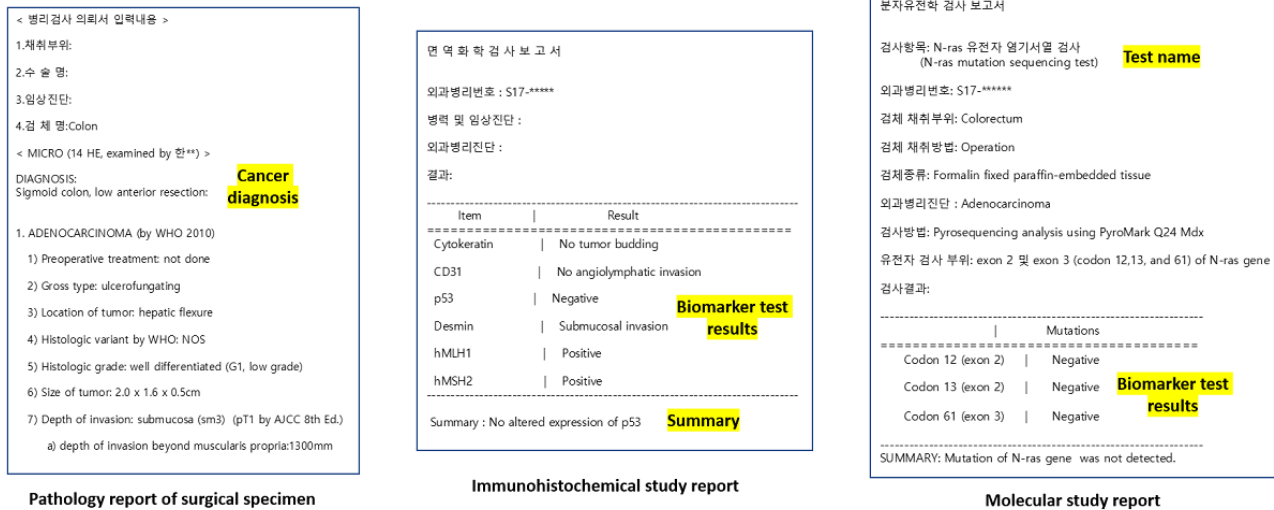 < 병리검사 의뢰서 입력내용 >
1.채취부위:
2.수 술 명:
3.임상진단:
4.검 체 명:Colon
< MICRO (14 HE, examined by 한**) >
DIAGNOSIS:
Sigmoid colon, low anterior resection:
Cancer
diagnosis
1. ADENOCARCINOMA (by WHO 2010)
1) Preoperative treatment: not done
2) Gross type: ulcerofungating
3) Location of tumor: hepatic flexure
4) Histologic variant by WHO: NOS
5) Histologic grade: well differentiated (G1, low grade)
6) Size of tumor: 2.0 x 1.6 x 0.5cm
7) Depth of invasion: submucosa (sm3) (pT1 by AJCC 8th Ed.)
a) depth of invasion beyond muscularis propria:1300mm
Pathology report of surgical specimen
면 역 화 학 검 사 보 고 서
외과병리번호 : S17-*****
병력 및 임상진단 :
외과병리진단 :
결과:
--------------------------------------------------
Item | Result
==================================================
Cytokeratin | No tumor budding
CD31 | No angiolymphatic invasion
p53 | Negative
Desmin | Submucosal invasion
hMLH1 | Positive
hMSH2 | Positive
--------------------------------------------------
Biomarker test
results
Summary : No altered expression of p53
Summary
Immunohistochemical study report
분자유전학 검사 보고서
검사항목: N-ras 유전자 염기서열 검사
(N-ras mutation sequencing test)
Test name
외과병리번호: S17-******
검체 채취부위: Colorectum
검체 채취방법: Operation
검체종류: Formalin fixed paraffin-embedded tissue
외과병리진단 : Adenocarcinoma
검사방법: Pyrosequencing analysis using PyroMark Q24 Mdx
유전자 검사 부위: exon 2 및 exon 3 (codon 12,13, and 61) of N-ras gene
검사결과:
--------------------------------------------------
| Mutations
==================================================
Codon 12 (exon 2) | Negative
Codon 13 (exon 2) | Negative
Codon 61 (exon 3) | Negative
--------------------------------------------------
Biomarker test
results
SUMMARY: Mutation of N-ras gene was not detected.
Molecular study report